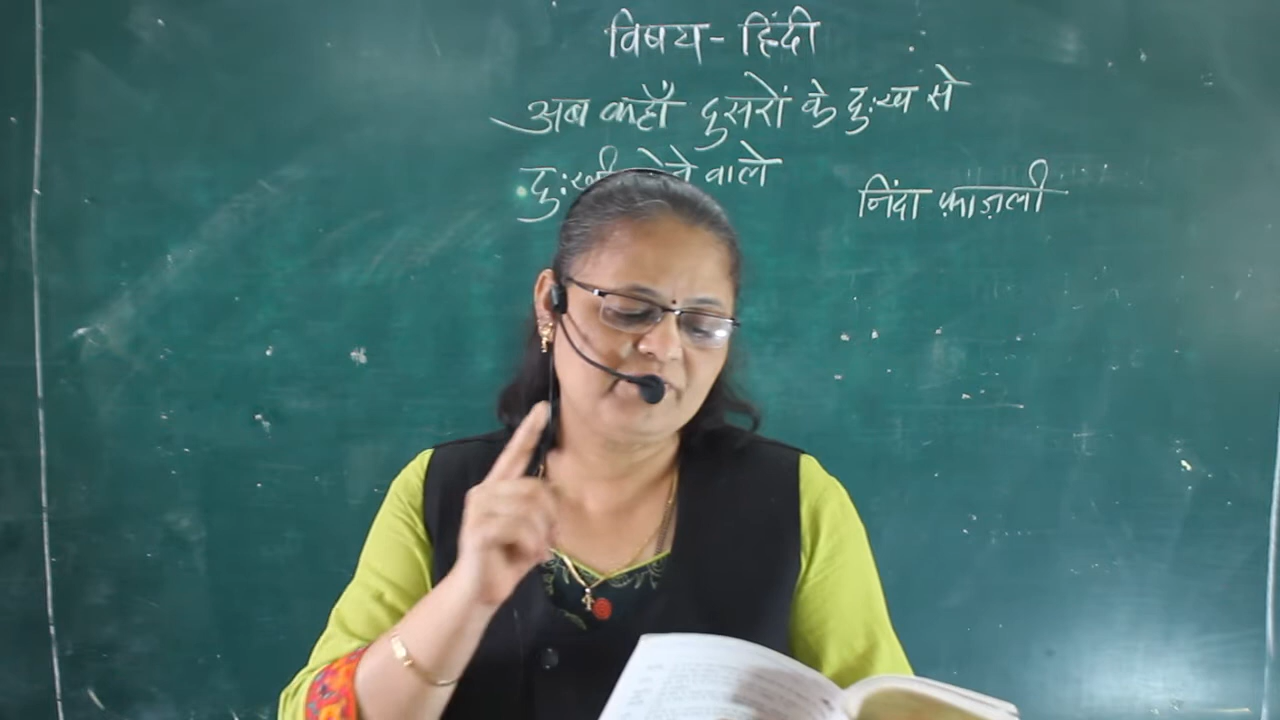 विषय - हिंदी
अब कहाँ दुसरों के दुःख से
वाले
निंदा फ़ाज़ली